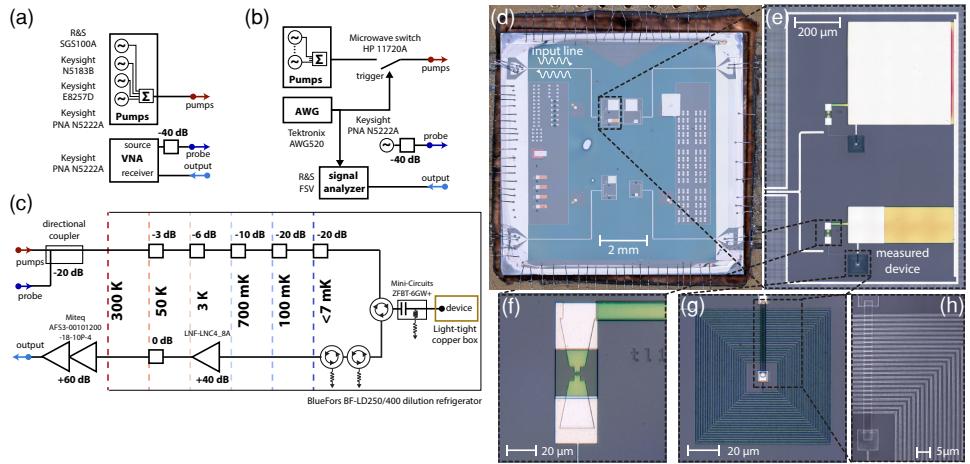 (a)
R&S
SGS100A
Keysight
N5183B
Keysight
E8257D
Keysight
PNA N5222A
Σ
Pumps
pumps
-40 dB
Keysight
PNA N5222A
source
VNA
receiver
probe
output
(b)
Σ
Pumps
Microwave switch
HP 11720A
trigger
pumps
AWG
Tektronix
AWG520
Keysight
PNA N5222A
probe
-40 dB
R&S
FSV
signal
analyzer
output
(c)
directional
coupler
pumps
-20 dB
probe
-3 dB
-6 dB
-10 dB
-20 dB
-20 dB
300 K
50 K
3 K
700 mK
100 mK
<7 mK
Mini-Circuits
ZFBT-6GW+
device
Light-tight
copper box
Miteq
AFS3-00101200
-18-10P-4
output
+60 dB
0 dB
LNF-LNC4_8A
+40 dB
BlueFors BF-LD250/400 dilution refrigerator
(d)
input line
2 mm
(e)
200 µm
measured
device
(f)
20 µm
(g)
20 µm
(h)
5µm